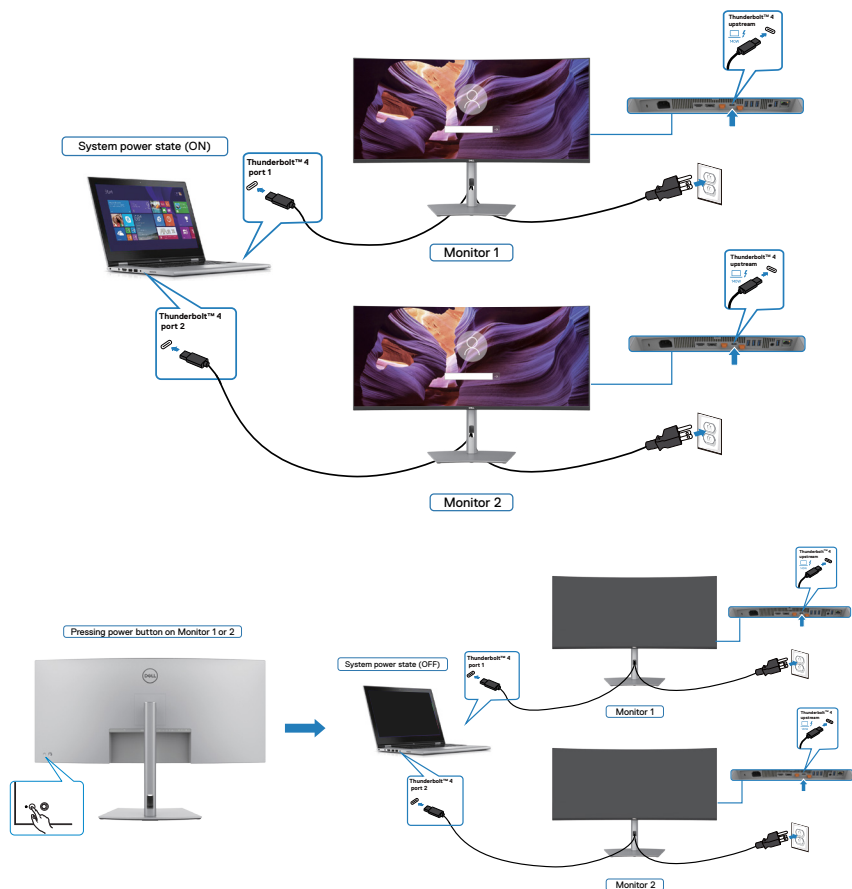 Thunderbolt™ 4
upstream
140W
System power state (ON)
Thunderbolt™ 4
port 1
Monitor 1
Thunderbolt™ 4
upstream
140W
Thunderbolt™ 4
port 2
Monitor 2
Thunderbolt™ 4
upstream
Pressing power button on Monitor 1 or 2
DELL
System power state (OFF)
Thunderbolt™ 4
port 1
Monitor 1
Thunderbolt™ 4
upstream
Thunderbolt™ 4
port 2
Monitor 2